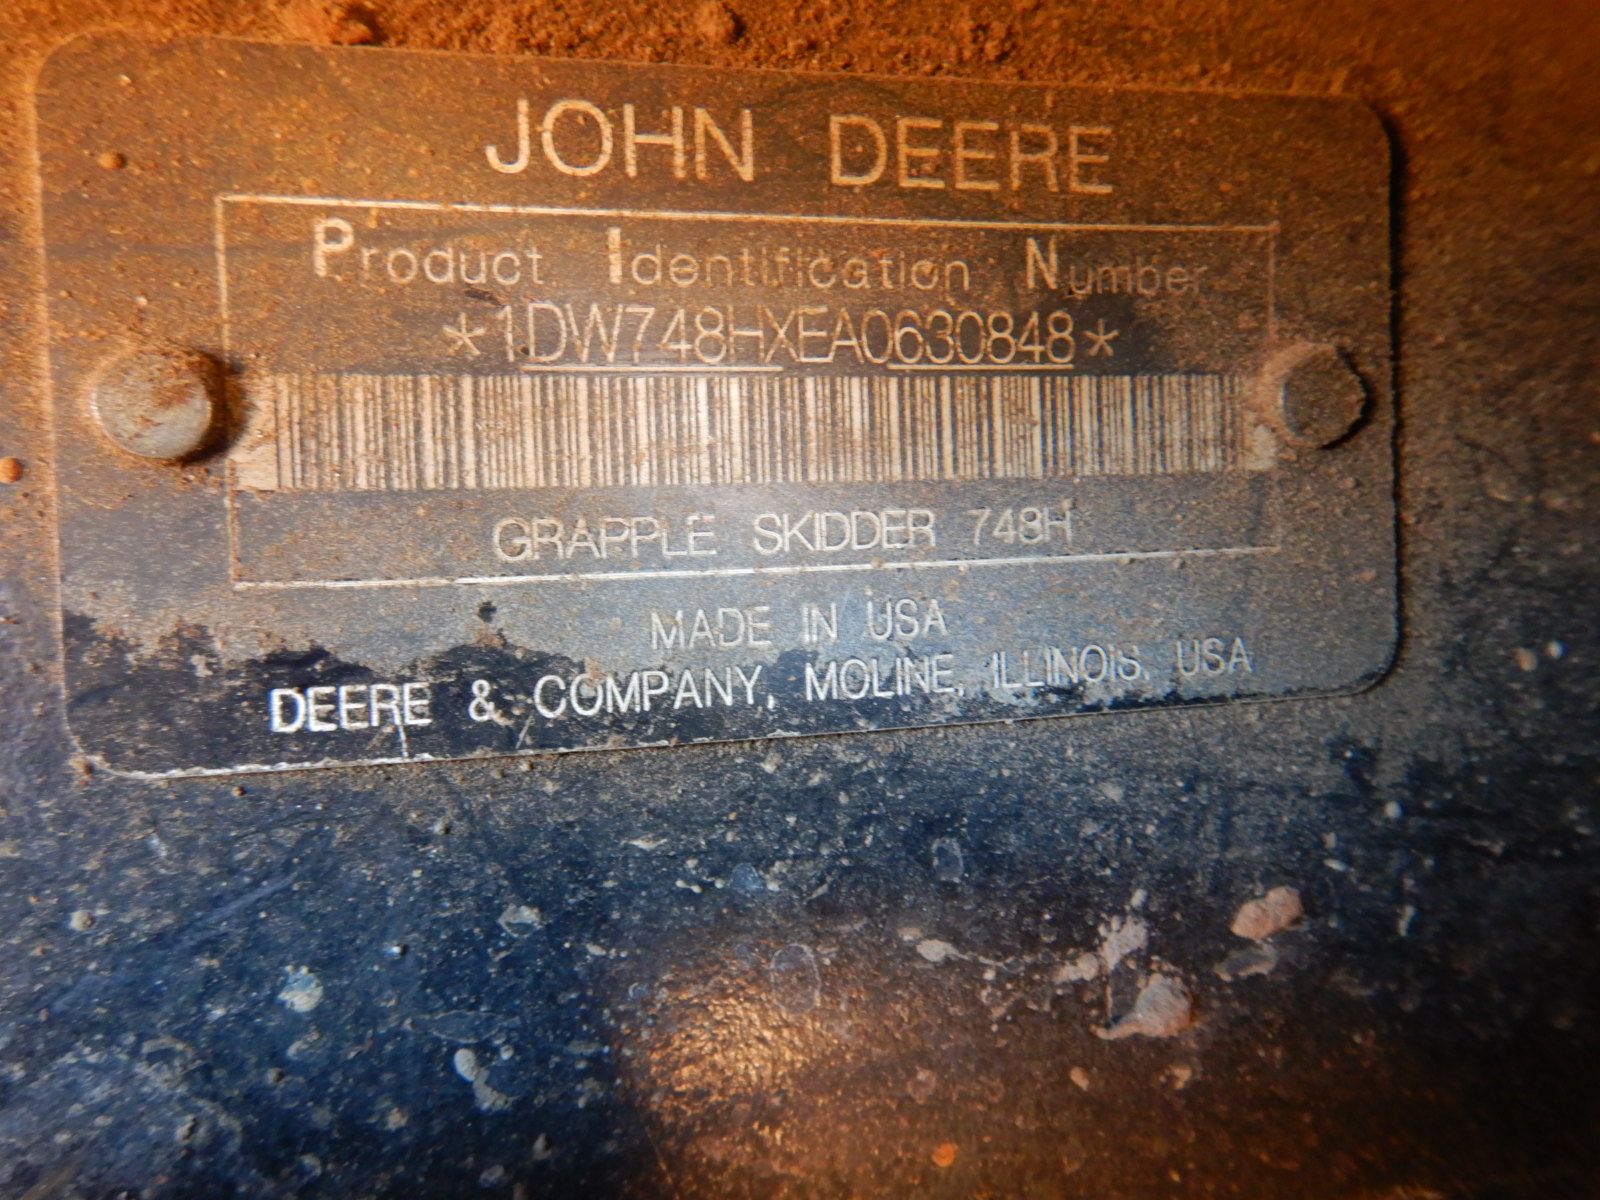 JOHN DEERE
Product Identification Number
*1DW748HXEA0630848*
GRAPPLE SKIDDER 748H
MADE IN USA
DEERE & COMPANY, MOLINE, ILLINOIS, USA